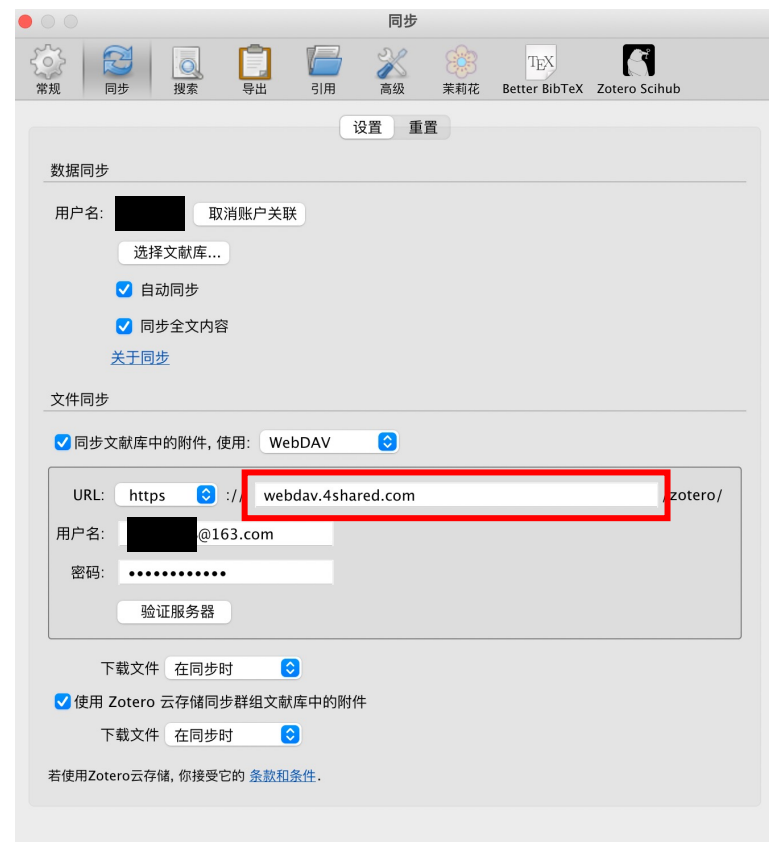 同步
常规 同步 搜索 导出 引用 高级 茉莉花 Better BibTeX Zotero Scihub
设置 重置
数据同步
用户名: 取消账户关联
选择文献库...
自动同步
同步全文内容
关于同步
文件同步
同步文献库中的附件, 使用: WebDAV
URL: https :// webdav.4shared.com /zotero/
用户名: @163.com
密码: ••••••••••••
验证服务器
下载文件 在同步时
使用 Zotero 云存储同步群组文献库中的附件
下载文件 在同步时
若使用Zotero云存储, 你接受它的 条款和条件.